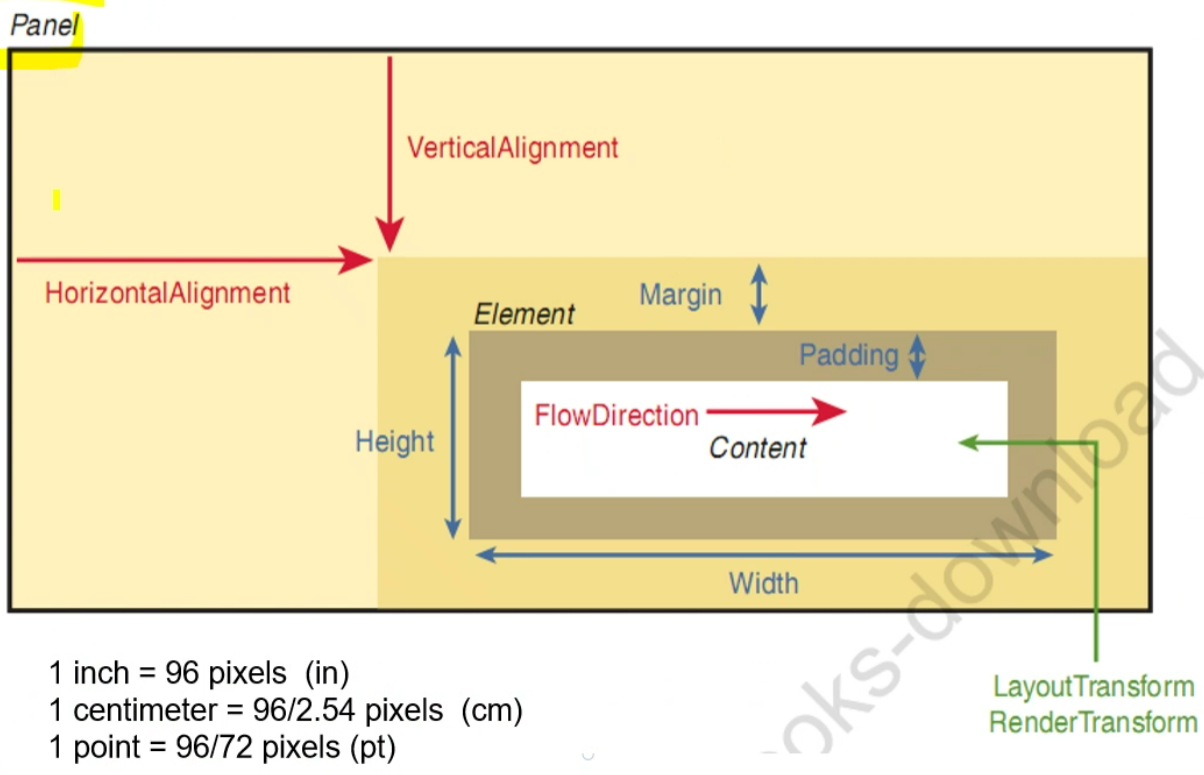 Panel
VerticalAlignment
HorizontalAlignment
Margin
Element
Padding
FlowDirection
Height
Content
Width
1 inch = 96 pixels (in)
1 centimeter = 96/2.54 pixels (cm)
1 point = 96/72 pixels (pt)
LayoutTransform
RenderTransform
ooks-download